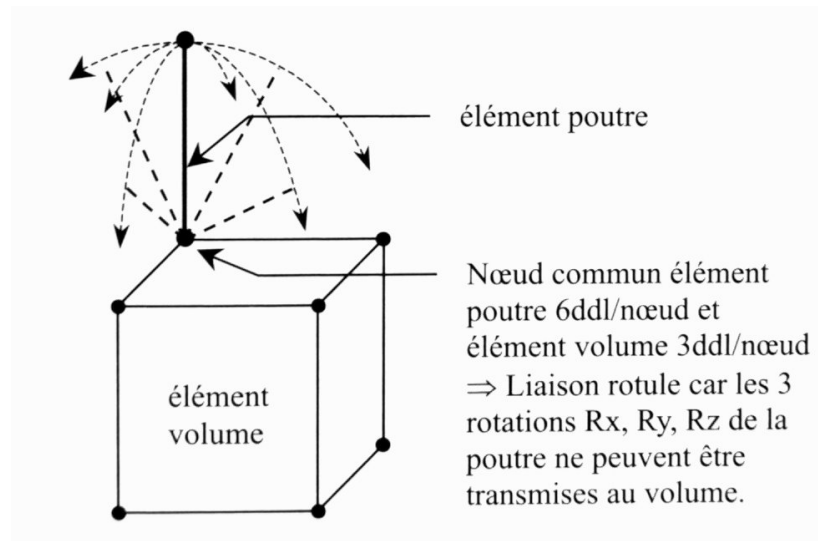 élément poutre
Nœud commun élément
poutre 6ddl/nœud et
élément volume 3ddl/nœud
⇒ Liaison rotule car les 3
rotations Rx, Ry, Rz de la
poutre ne peuvent être
transmises au volume.
élément
volume